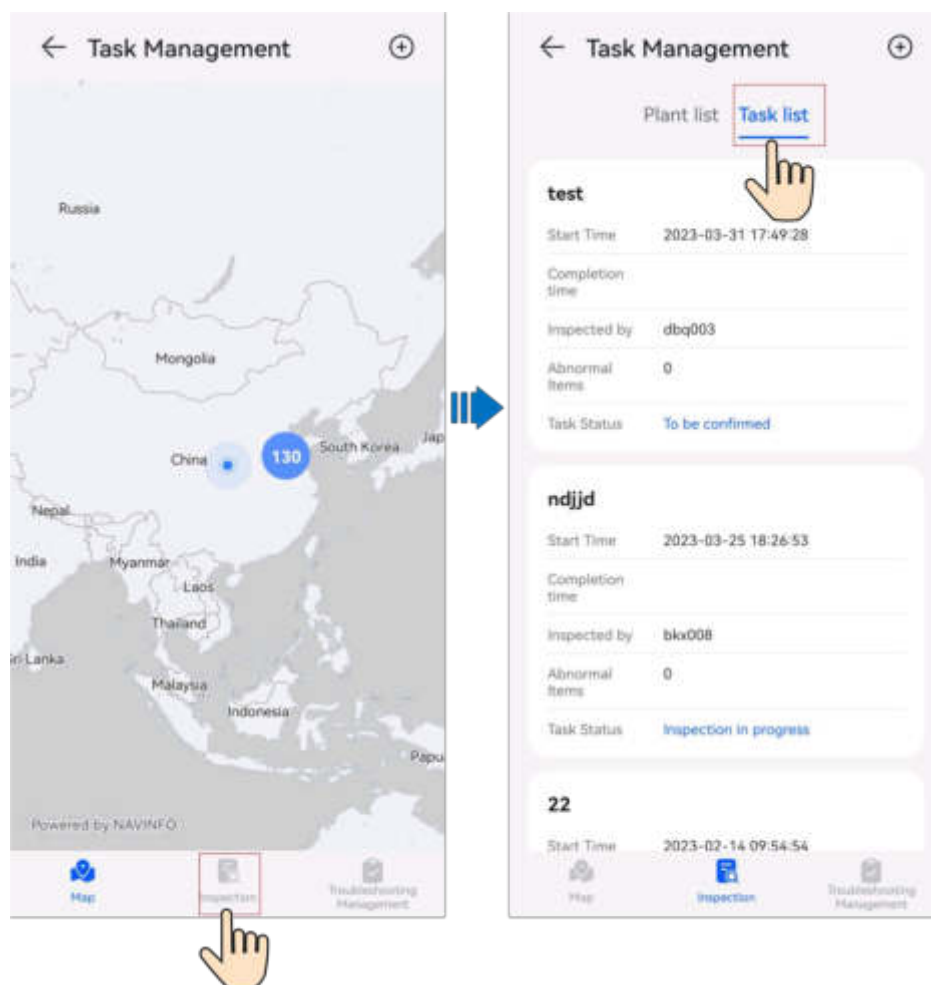 Task Management
Russia
Mongolia
China
130
South Korea
Jap
Nepal
India
Myanmar
Laos
Thailand
Sri Lanka
Malaysia
Indonesia
Papu
Powered by NAVINFO
Map
Inspection
Troubleshooting
Management
Task Management
Plant list
Task list
test
Start Time 2023-03-31 17:49:28
Completion
time
Inspected by dbq003
Abnormal
Items 0
Task Status To be confirmed
ndjjd
Start Time 2023-03-25 18:26:53
Completion
time
Inspected by bkx008
Abnormal
Items 0
Task Status Inspection in progress
22
Start Time 2023-02-14 09:54:54
Map
Inspection
Troubleshooting
Management